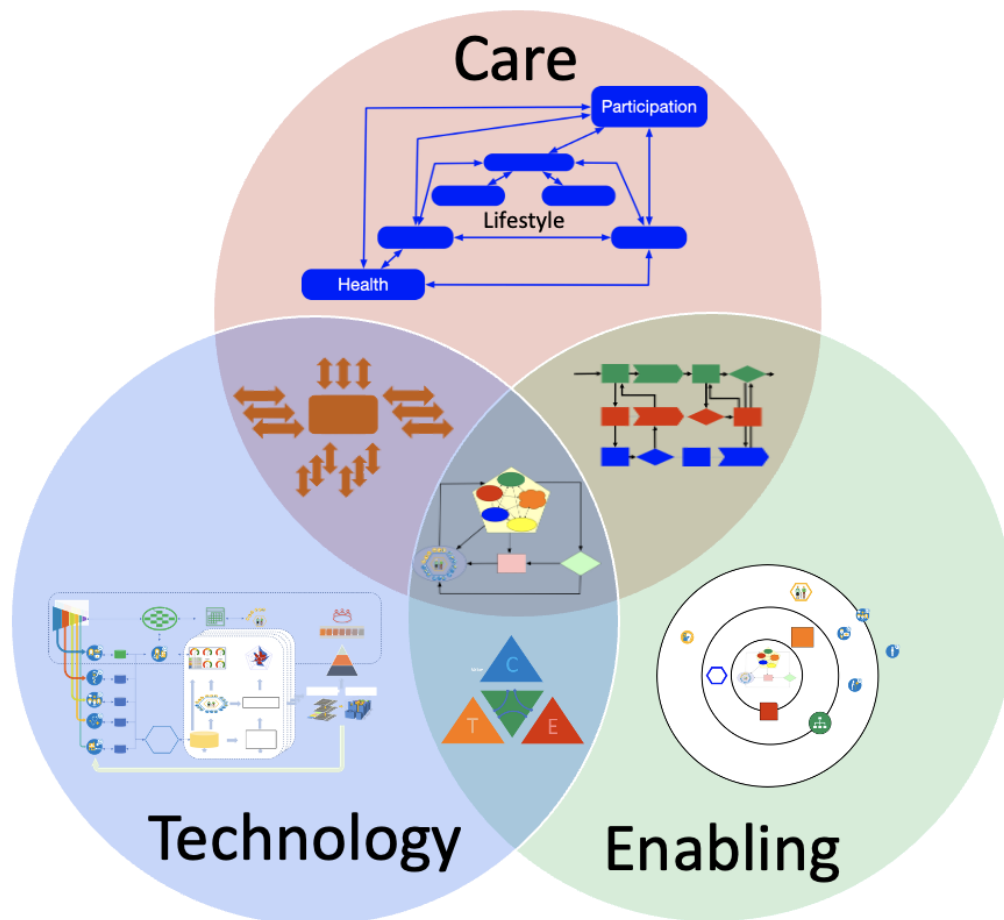 Care
Participation
Lifestyle
Health
C
T
E
Technology
Enabling